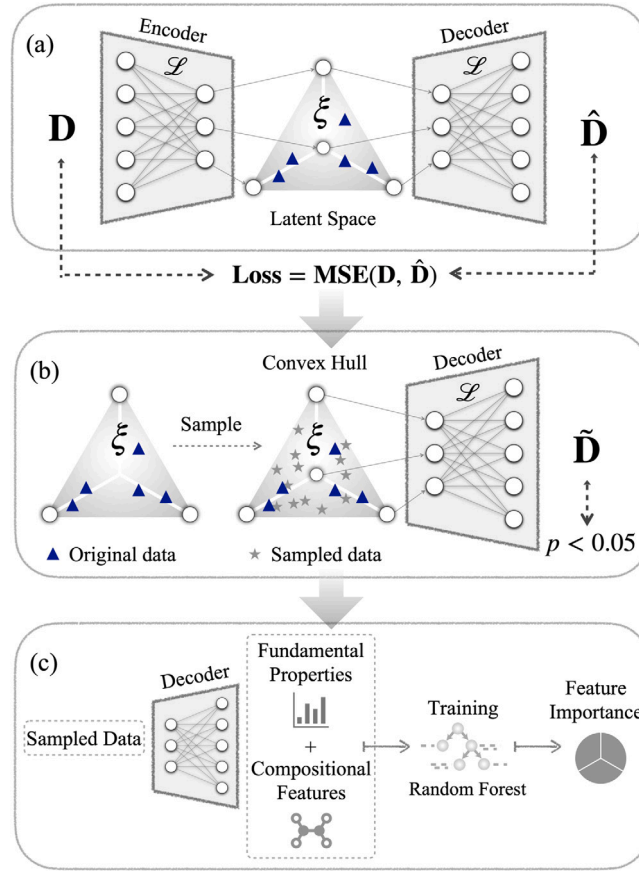 (a)
Encoder
ℒ
D
ξ
Latent Space
Decoder
ℒ
D̂
Loss = MSE(D, D̂)
(b)
ξ
Sample
Convex Hull
ξ
Decoder
ℒ
D̃
p < 0.05
Original data
Sampled data
(c)
Sampled Data
Decoder
Fundamental
Properties
+
Compositional
Features
Training
Random Forest
Feature
Importance